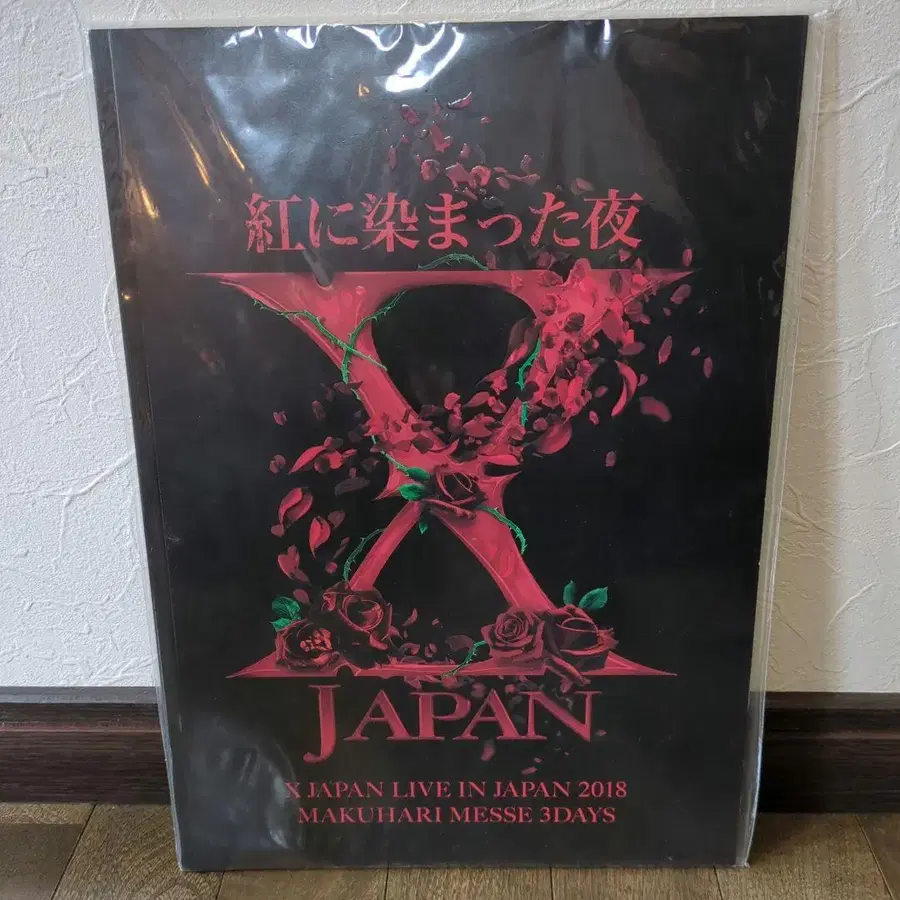 紅に染まった夜
X
JAPAN
X JAPAN LIVE IN JAPAN 2018
MAKUHARI MESSE 3DAYS